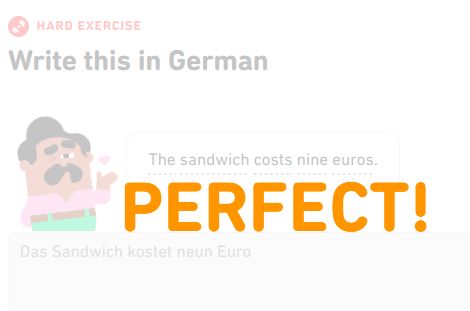 HARD EXERCISE
Write this in German
The sandwich costs nine euros.
PERFECT!
Das Sandwich kostet neun Euro